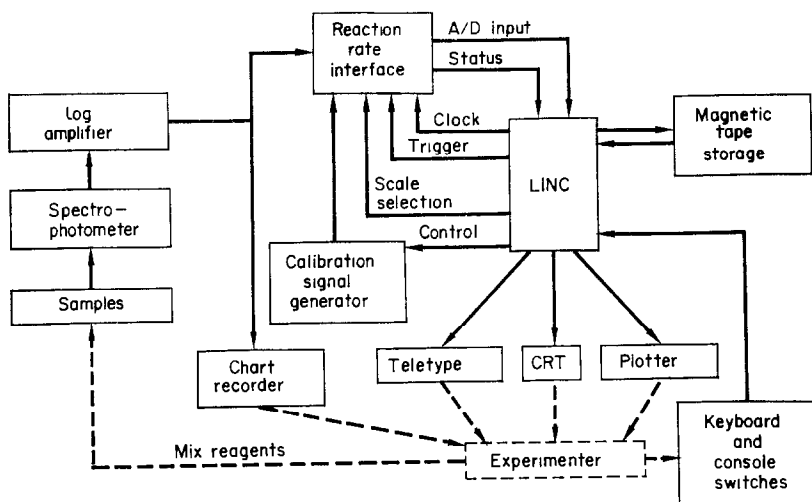 Reaction
rate
interface
A/D input
Status
Log
amplifier
Clock
Trigger
LINC
Magnetic
tape
storage
Spectro-
photometer
Scale
selection
Control
Calibration
signal
generator
Samples
Chart
recorder
Teletype
CRT
Plotter
Keyboard
and
console
switches
Mix reagents
Experimenter